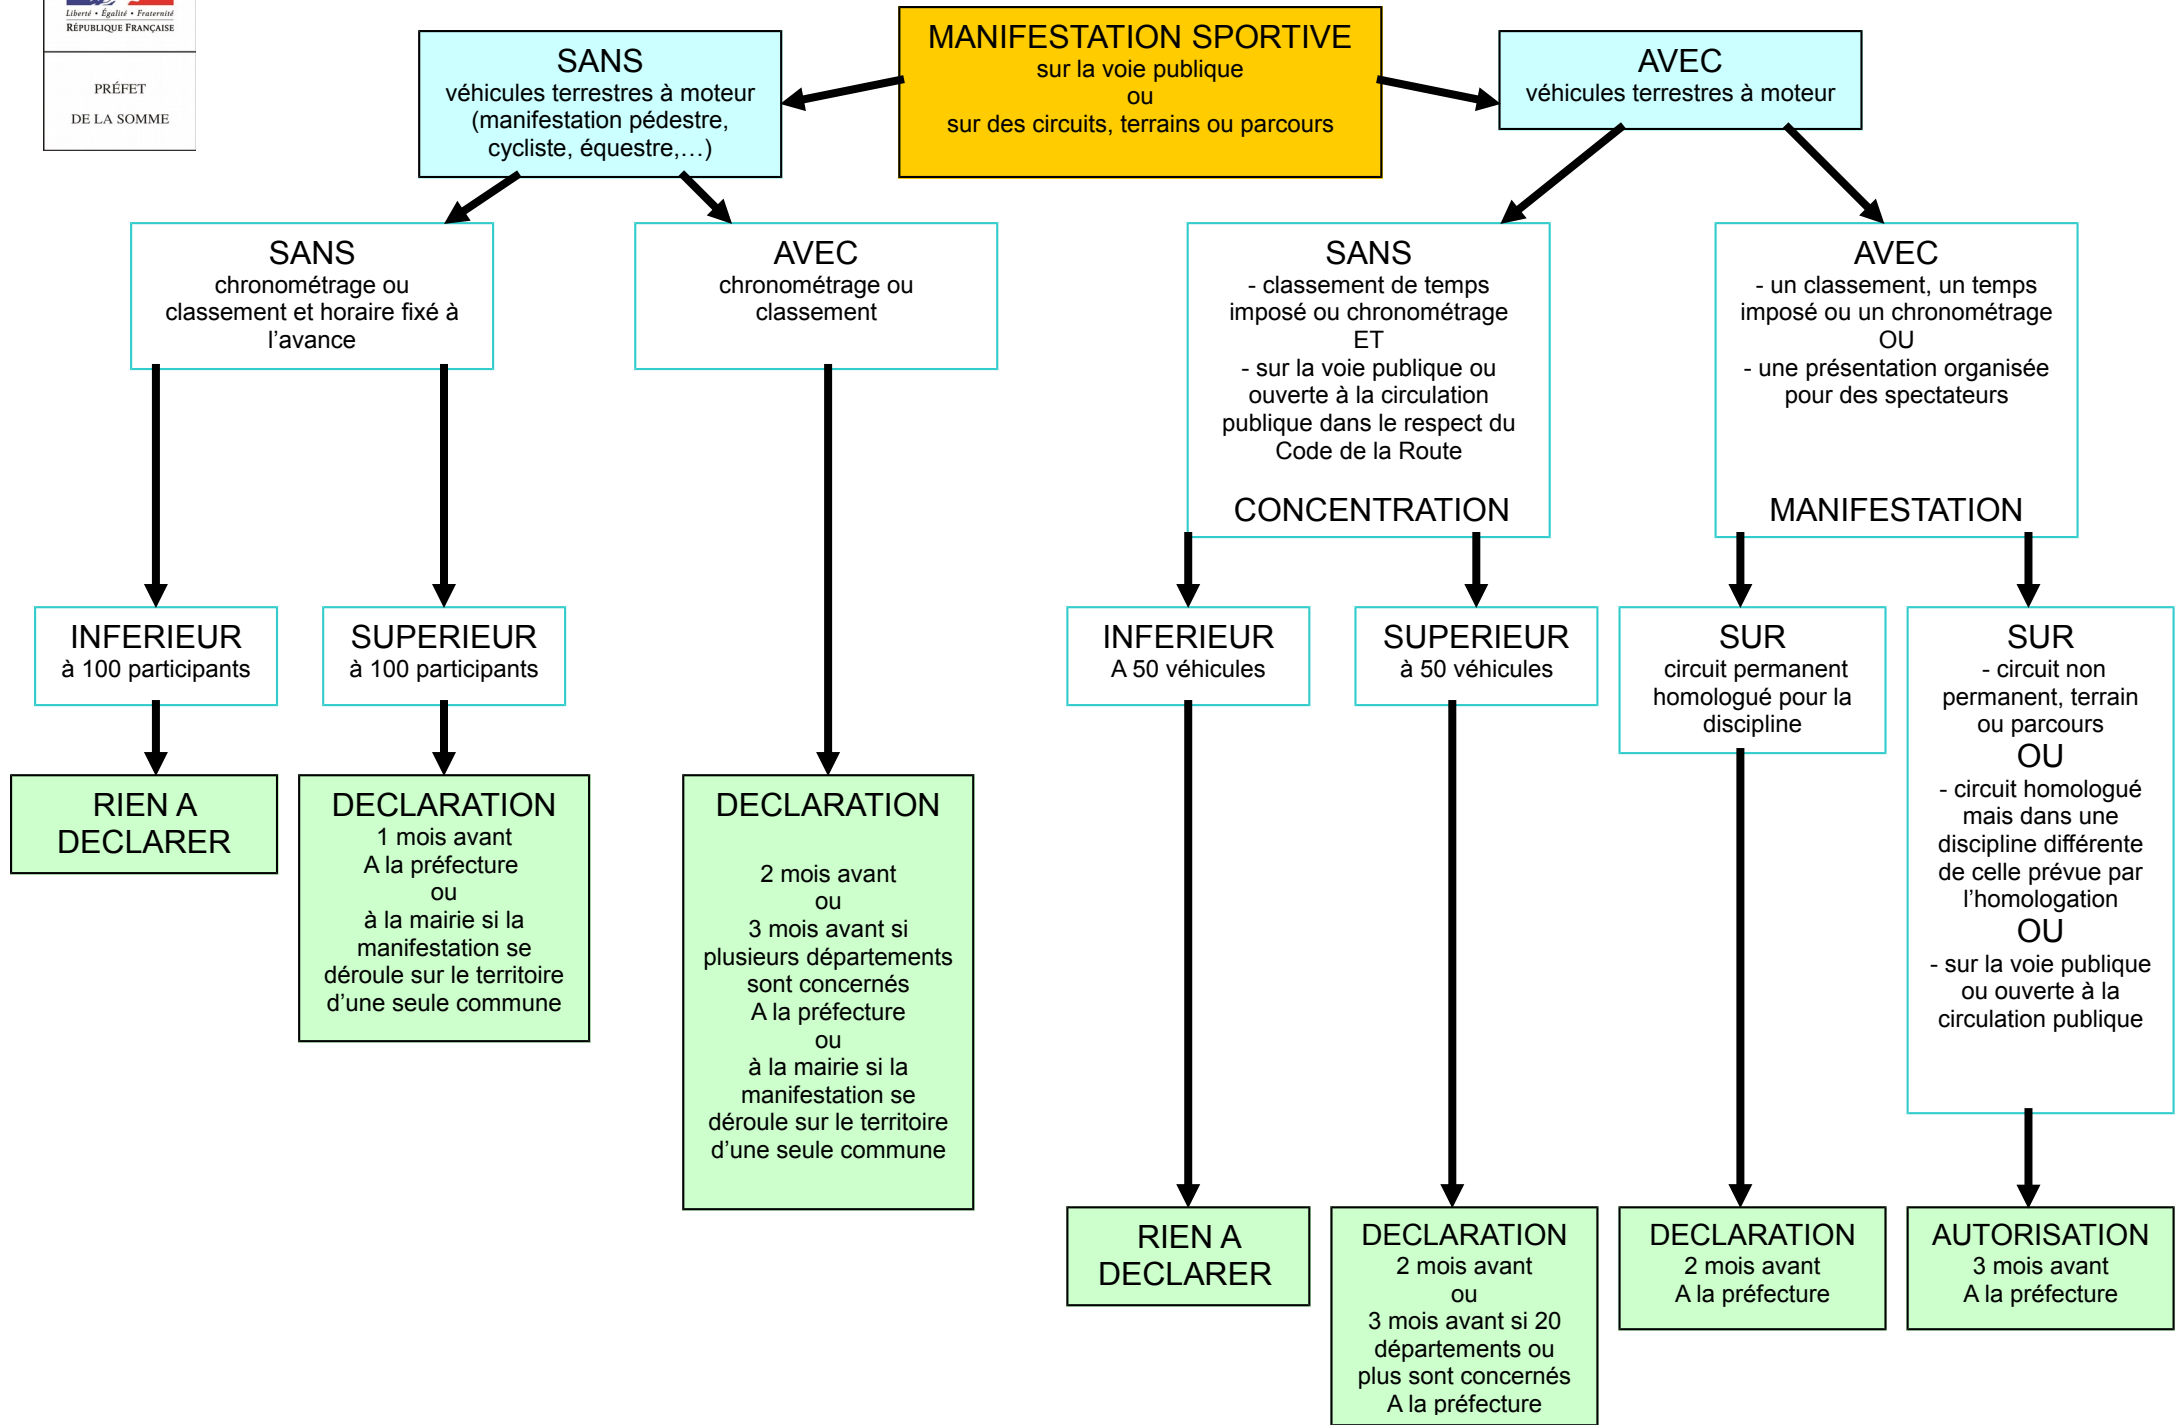 Liberté • Égalité • Fraternité
RÉPUBLIQUE FRANÇAISE
PRÉFET
DE LA SOMME
MANIFESTATION SPORTIVE
sur la voie publique
ou
sur des circuits, terrains ou parcours
SANS
véhicules terrestres à moteur
(manifestation pédestre,
cycliste, équestre,…)
AVEC
véhicules terrestres à moteur
SANS
chronométrage ou
classement et horaire fixé à
l’avance
AVEC
chronométrage ou
classement
SANS
- classement de temps
imposé ou chronométrage
ET
- sur la voie publique ou
ouverte à la circulation
publique dans le respect du
Code de la Route
CONCENTRATION
AVEC
- un classement, un temps
imposé ou un chronométrage
OU
- une présentation organisée
pour des spectateurs
MANIFESTATION
INFERIEUR
à 100 participants
SUPERIEUR
à 100 participants
INFERIEUR
A 50 véhicules
SUPERIEUR
à 50 véhicules
SUR
circuit permanent
homologué pour la
discipline
SUR
- circuit non
permanent, terrain
ou parcours
OU
- circuit homologué
mais dans une
discipline différente
de celle prévue par
l’homologation
OU
- sur la voie publique
ou ouverte à la
circulation publique
RIEN A
DECLARER
DECLARATION
1 mois avant
A la préfecture
ou
à la mairie si la
manifestation se
déroule sur le territoire
d’une seule commune
DECLARATION
2 mois avant
ou
3 mois avant si
plusieurs départements
sont concernés
A la préfecture
ou
à la mairie si la
manifestation se
déroule sur le territoire
d’une seule commune
RIEN A
DECLARER
DECLARATION
2 mois avant
ou
3 mois avant si 20
départements ou
plus sont concernés
A la préfecture
DECLARATION
2 mois avant
A la préfecture
AUTORISATION
3 mois avant
A la préfecture